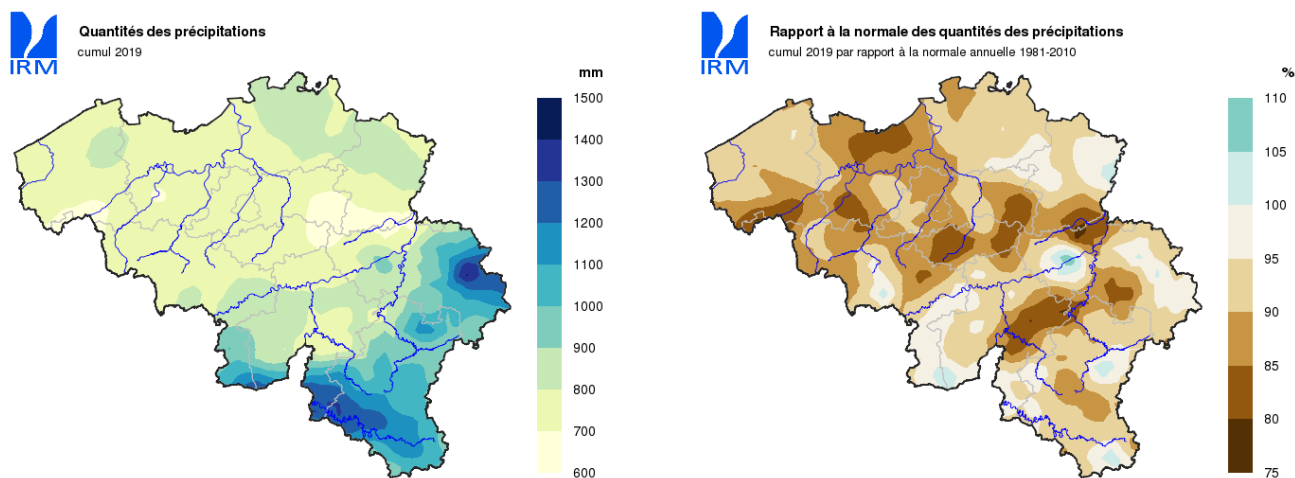 IRM
Quantités des précipitations
cumul 2019
mm
1500
1400
1300
1200
1100
1000
900
800
700
600
IRM
Rapport à la normale des quantités des précipitations
cumul 2019 par rapport à la normale annuelle 1981-2010
%
110
105
100
95
90
85
80
75